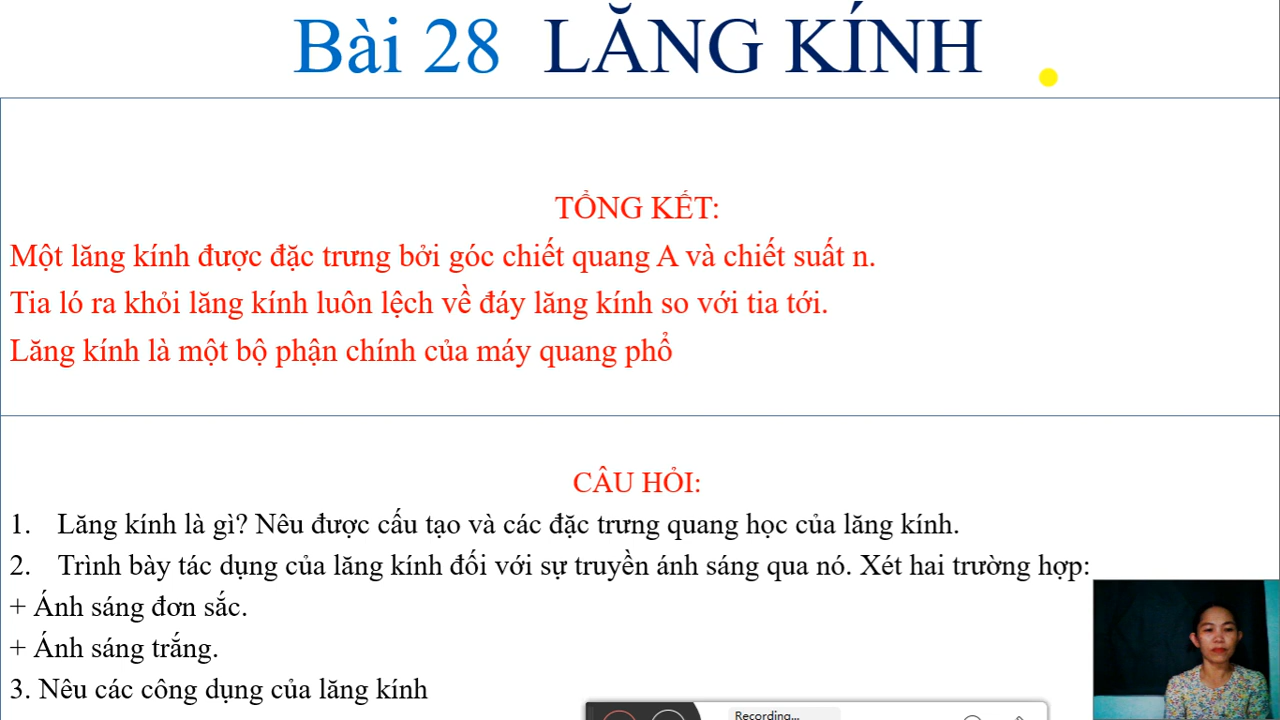 Bài 28 LĂNG KÍNH
TỔNG KẾT:
Một lăng kính được đặc trưng bởi góc chiết quang A và chiết suất n.
Tia ló ra khỏi lăng kính luôn lệch về đáy lăng kính so với tia tới.
Lăng kính là một bộ phận chính của máy quang phổ
CÂU HỎI:
1. Lăng kính là gì? Nêu được cấu tạo và các đặc trưng quang học của lăng kính.
2. Trình bày tác dụng của lăng kính đối với sự truyền ánh sáng qua nó. Xét hai trường hợp:
+ Ánh sáng đơn sắc.
+ Ánh sáng trắng.
3. Nêu các công dụng của lăng kính
Recording...